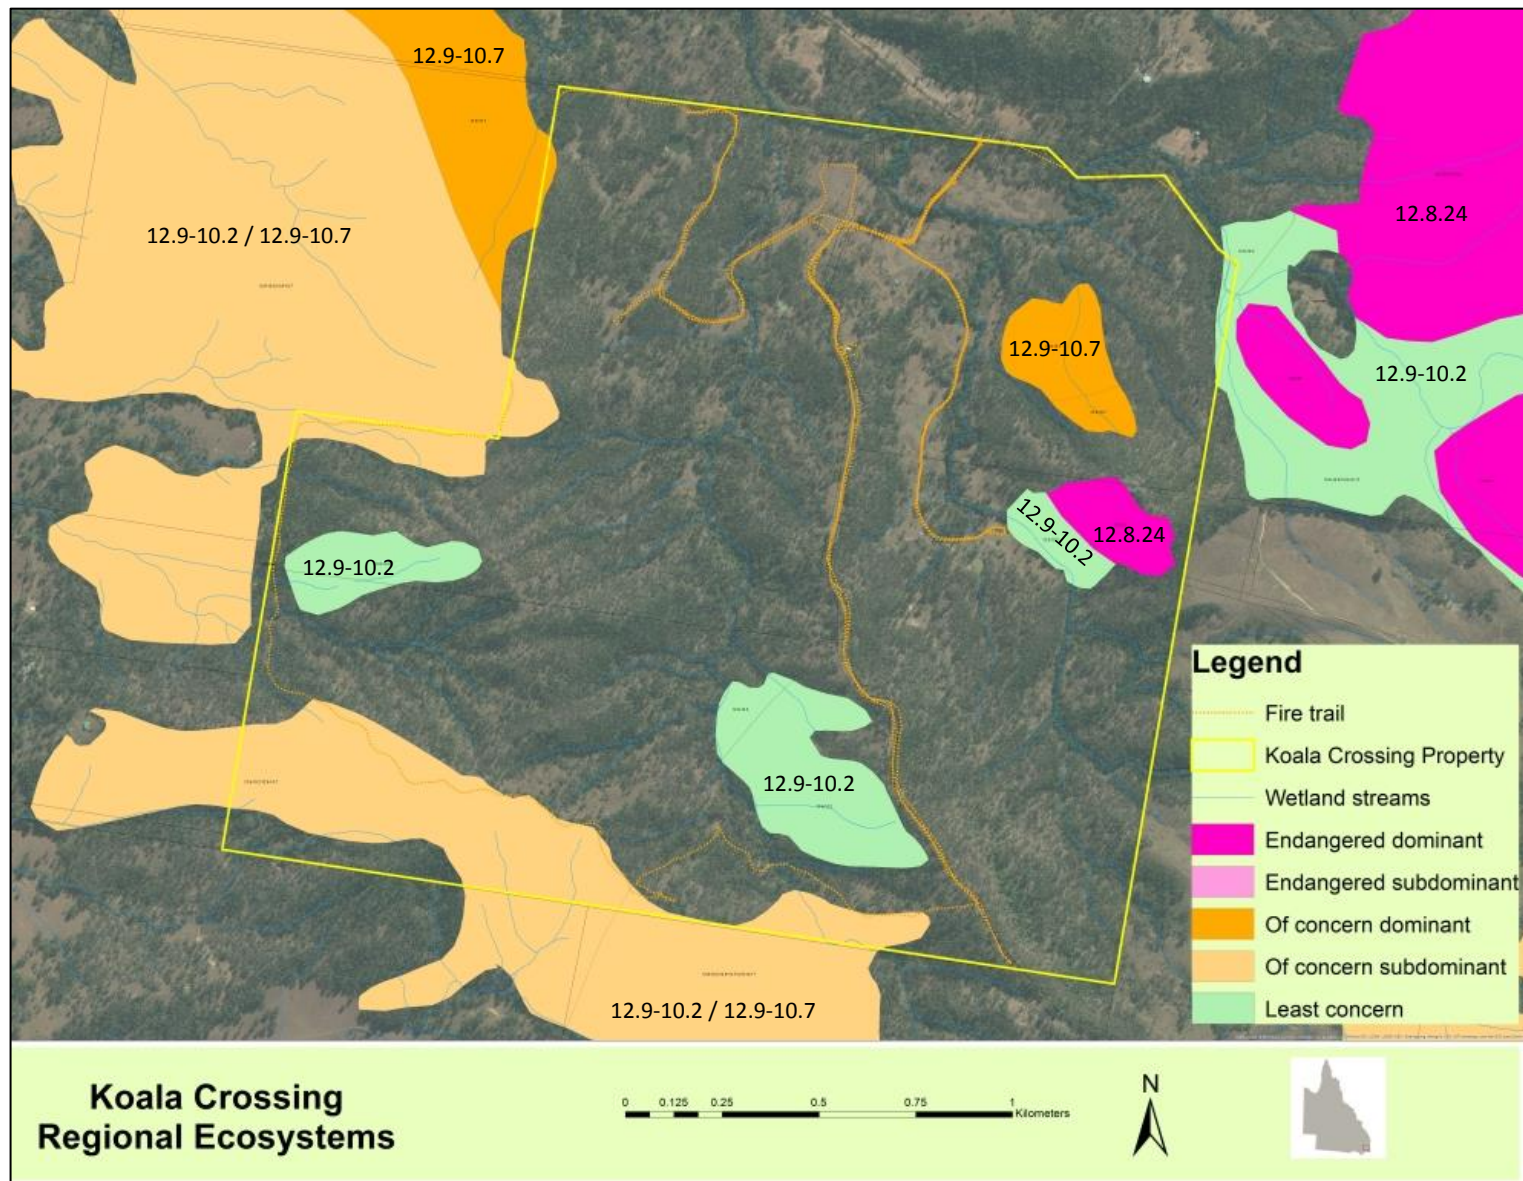 12.9-10.7
12.9-10.2 / 12.9-10.7
12.8.24
12.9-10.7
12.9-10.2
12.9-10.2
12.8.24
12.9-10.2
12.9-10.2
12.9-10.2 / 12.9-10.7
Legend
Fire trail
Koala Crossing Property
Wetland streams
Endangered dominant
Endangered subdominant
Of concern dominant
Of concern subdominant
Least concern
Koala Crossing
Regional Ecosystems
0 0.125 0.25 0.5 0.75 1
Kilometers
N